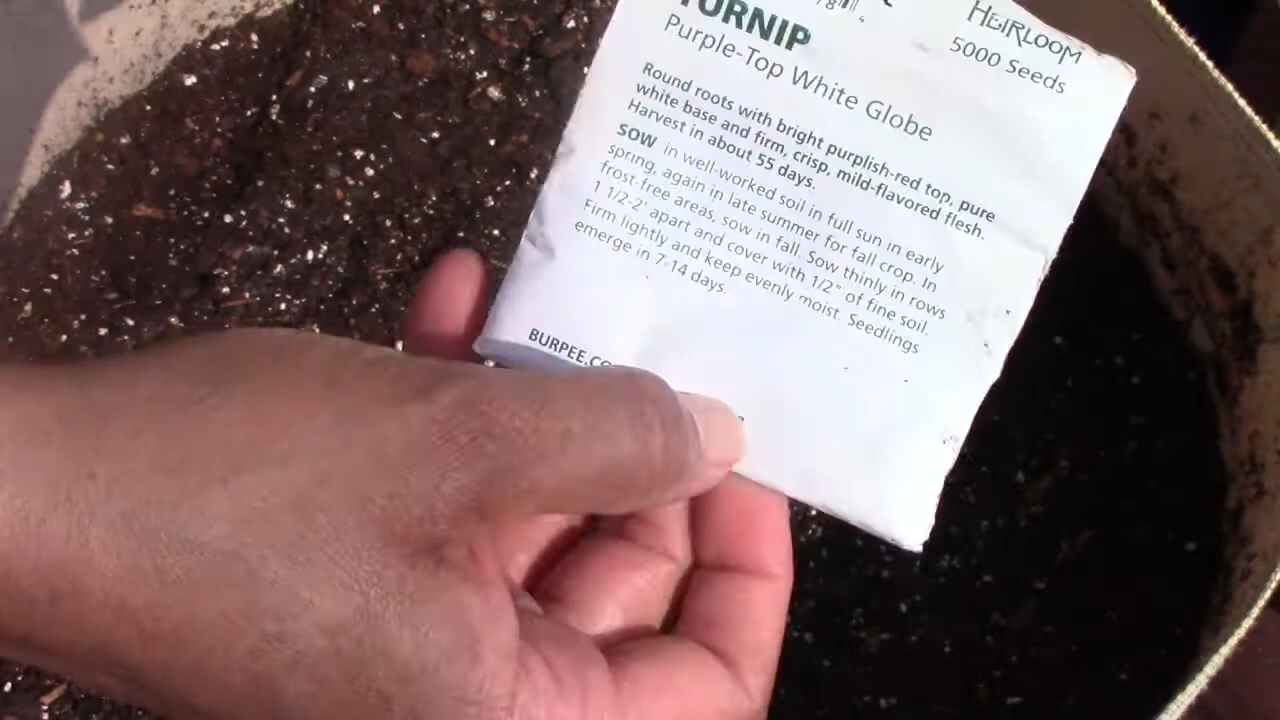 TURNIP
HEIRLOOM
Purple-Top White Globe
5000 Seeds
Round roots with bright purplish-red top, pure
white base and firm, crisp, mild-flavored flesh.
Harvest in about 55 days.
SOW in well-worked soil in full sun in early
spring, again in late summer for fall crop. In
frost-free areas, sow in fall. Sow thinly in rows
1 1/2-2' apart and cover with 1/2" of fine soil.
Firm lightly and keep evenly moist. Seedlings
emerge in 7-14 days.